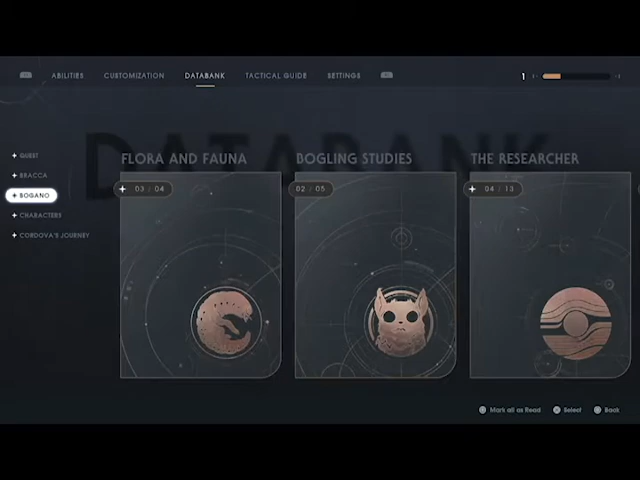 ABILITIES CUSTOMIZATION DATABANK TACTICAL GUIDE SETTINGS
1
DATABANK
QUEST
BRACCA
BOGANO
CHARACTERS
CORDOVA'S JOURNEY
FLORA AND FAUNA
03 / 04
BOGLING STUDIES
02 / 05
THE RESEARCHER
04 / 13
Mark all as Read Select Back